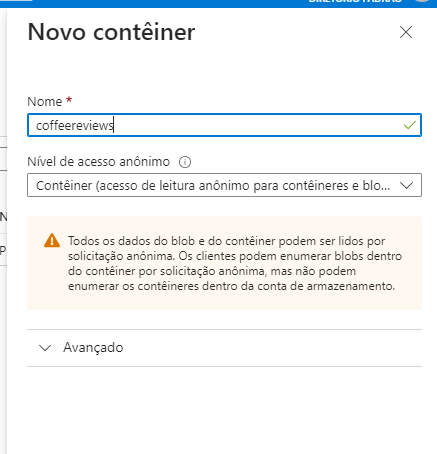 DIRETÓRIO PADRÃO
Novo contêiner
Nome *
coffeereviews
Nível de acesso anônimo
Contêiner (acesso de leitura anônimo para contêineres e blo...
Todos os dados do blob e do contêiner podem ser lidos por
solicitação anônima. Os clientes podem enumerar blobs dentro
do contêiner por solicitação anônima, mas não podem
enumerar os contêineres dentro da conta de armazenamento.
Avançado